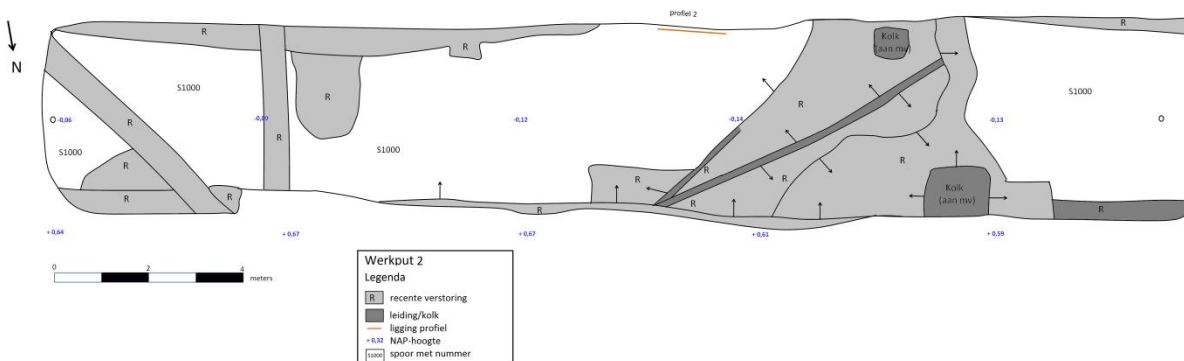 profiel 2
N
R
R
R
Kolk
(aan mv)
R
S1000
R
S1000
S1000
-0,06
R
-0,09
R
-0,12
-0,14
R
-0,13
S1000
S1000
R
R
R
R
R
R
R
R
R
Kolk
(aan mv)
R
+ 0,64
+ 0,67
+ 0,67
+ 0,61
+ 0,59
0
2
4
meters
Werkput 2
Legenda
R recente verstoring
leiding/kolk
ligging profiel
+ 0,32 NAP-hoogte
S1000 spoor met nummer